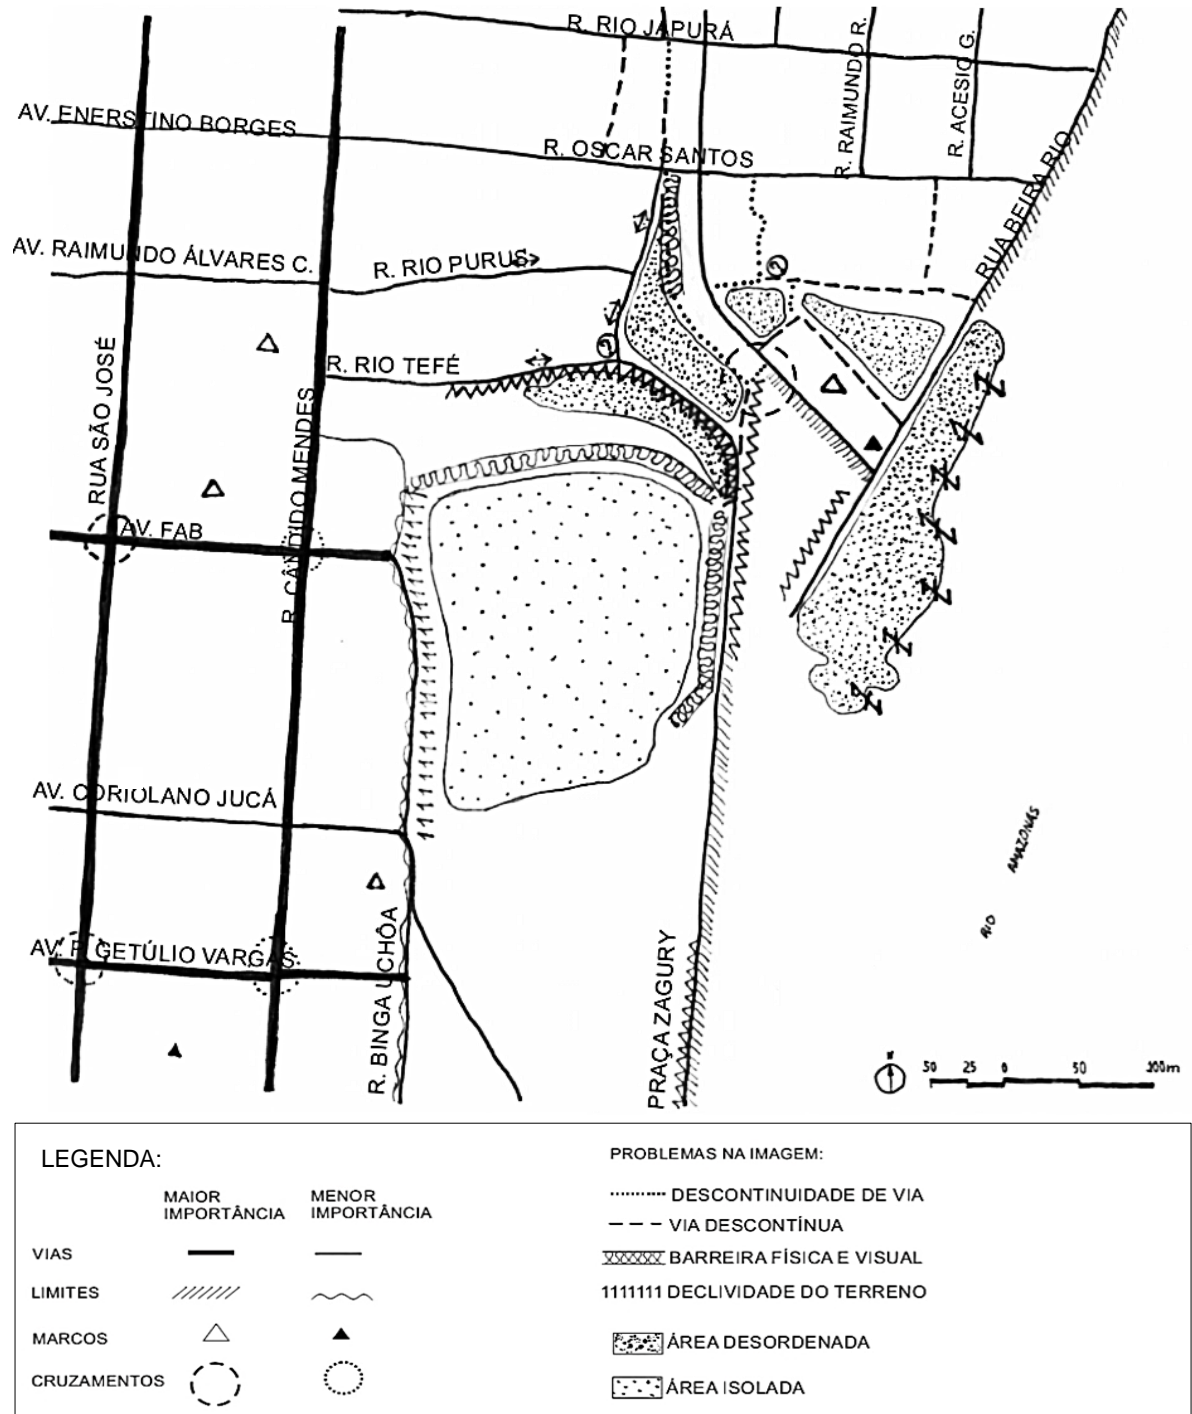 R. RIO JAPURÁ
R. RAIMUNDO R.
R. ACESIO G.
AV. ENERSTINO BORGES
R. OSCAR SANTOS
RUA BEIRA RIO
AV. RAIMUNDO ÁLVARES C.
R. RIO PURUS
?
R. RIO TEFÉ
?
RUA SÃO JOSÉ
R. CÂNDIDO MENDES
AV. FAB
AV. CORIOLANO JUCÁ
AV. P. GETÚLIO VARGAS
R. BINGA UCHÔA
PRAÇA ZAGURY
RIO AMAZONAS
N
50 25 0 50 100m
LEGENDA:
MAIOR IMPORTÂNCIA
MENOR IMPORTÂNCIA
VIAS
LIMITES
MARCOS
CRUZAMENTOS
PROBLEMAS NA IMAGEM:
DESCONTINUIDADE DE VIA
VIA DESCONTÍNUA
BARREIRA FÍSICA E VISUAL
DECLIVIDADE DO TERRENO
ÁREA DESORDENADA
ÁREA ISOLADA